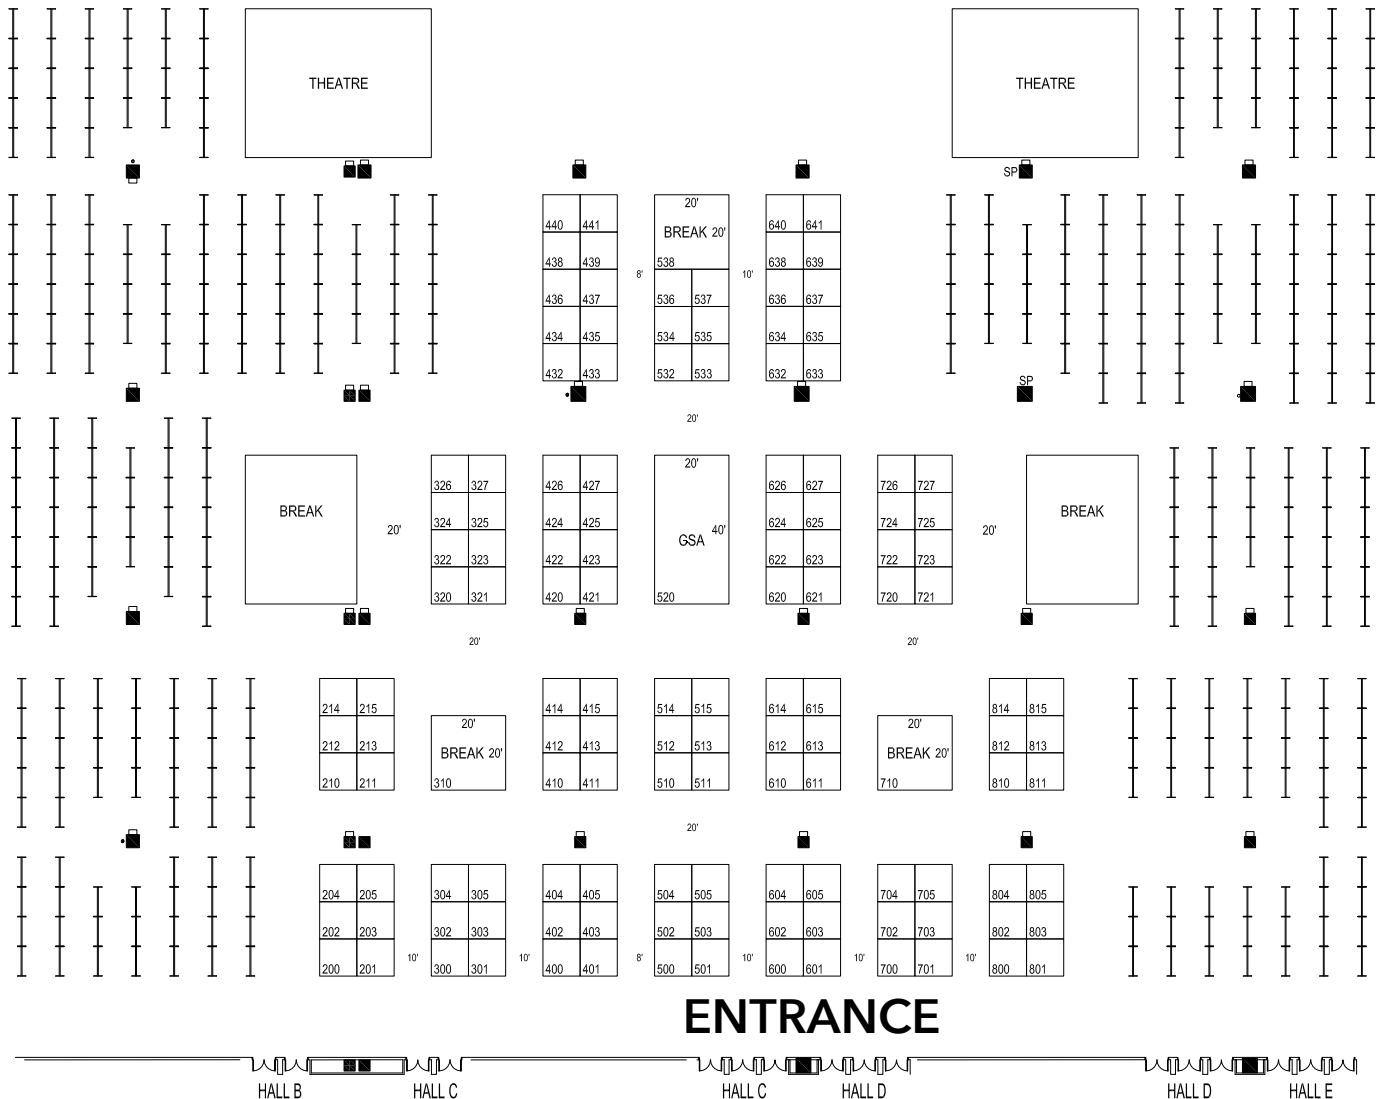 THEATRE THEATRE
SP
20'
440 441 BREAK 20' 640 641
438 439 538 638 639
8' 10'
436 437 536 537 636 637
434 435 534 535 634 635
432 433 532 533 632 633
SP
20'
20'
326 327 426 427 626 627 726 727
BREAK BREAK
324 325 424 425 40' 624 625 724 725
20' GSA 20'
322 323 422 423 622 623 722 723
320 321 420 421 520 620 621 720 721
20' 20'
214 215 414 415 514 515 614 615 814 815
20' 20'
212 213 BREAK 20' 412 413 512 513 612 613 BREAK 20' 812 813
210 211 310 410 411 510 511 610 611 710 810 811
20'
204 205 304 305 404 405 504 505 604 605 704 705 804 805
202 203 302 303 402 403 502 503 602 603 702 703 802 803
10' 10' 8' 10' 10' 10'
200 201 300 301 400 401 500 501 600 601 700 701 800 801
ENTRANCE
HALL B HALL C HALL C HALL D HALL D HALL E